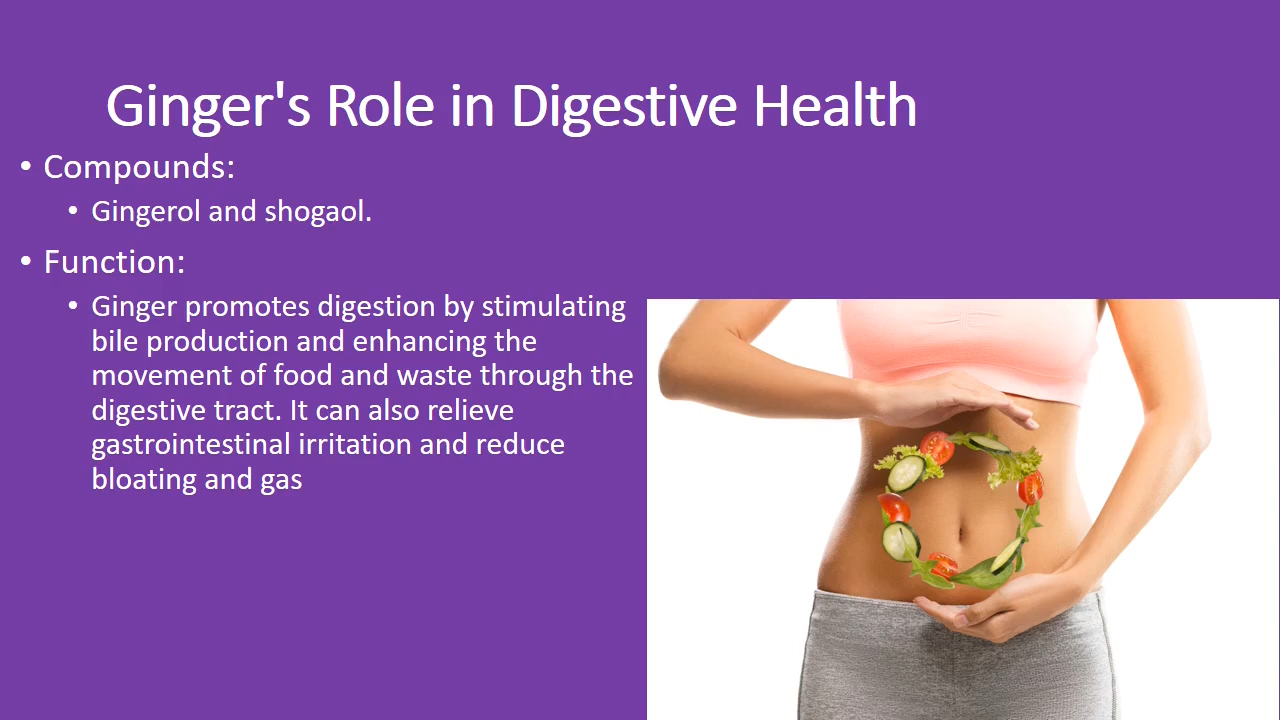 Ginger's Role in Digestive Health
• Compounds:
• Gingerol and shogaol.
• Function:
• Ginger promotes digestion by stimulating
bile production and enhancing the
movement of food and waste through the
digestive tract. It can also relieve
gastrointestinal irritation and reduce
bloating and gas